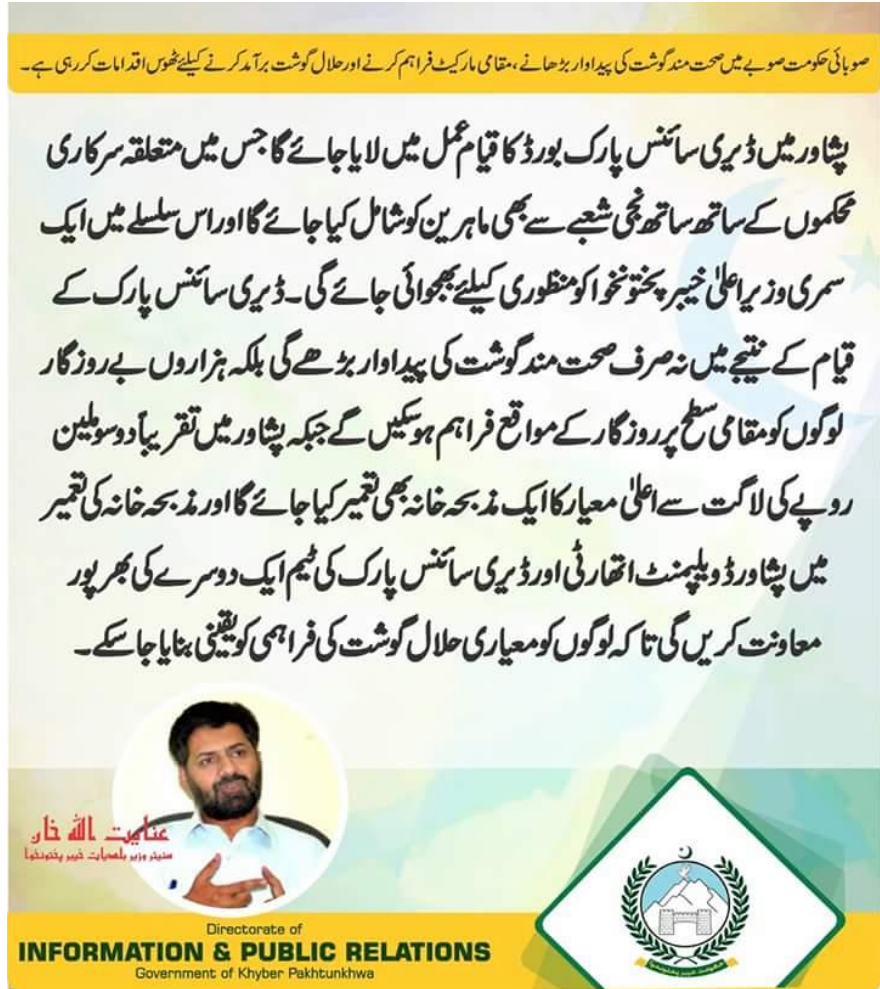 صوبائی حکومت صوبے میں صحت مند گوشت کی پیداوار بڑھانے، مقامی مارکیٹ فراہم کرنے اور حلال گوشت برآمد کرنے کیلئے ٹھوس اقدامات کر رہی ہے۔
پشاور میں ڈیری سائنس پارک بورڈ کا قیام عمل میں لایا جائے گا جس میں متعلقہ سرکاری
محکموں کے ساتھ ساتھ نجی شعبے سے بھی ماہرین کو شامل کیا جائے گا اور اس سلسلے میں ایک
سمری وزیراعلیٰ خیبر پختونخوا کو منظوری کیلئے بھجوائی جائے گی۔ ڈیری سائنس پارک کے
قیام کے نتیجے میں نہ صرف صحت مند گوشت کی پیداوار بڑھے گی بلکہ ہزاروں بے روزگار
لوگوں کو مقامی سطح پر روزگار کے مواقع فراہم ہو سکیں گے جبکہ پشاور میں تقریباً دو سو ملین
روپے کی لاگت سے اعلیٰ معیار کا ایک مذبحہ خانہ بھی تعمیر کیا جائے گا اور مذبحہ خانہ کی تعمیر
میں پشاور ڈویلپمنٹ اتھارٹی اور ڈیری سائنس پارک کی ٹیم ایک دوسرے کی بھرپور
معاونت کریں گی تاکہ لوگوں کو معیاری حلال گوشت کی فراہمی کو یقینی بنایا جا سکے۔
عنایت اللہ خان
سینئر وزیر بلدیات خیبر پختونخوا
حکومت خیبر پختونخوا
Directorate of
INFORMATION & PUBLIC RELATIONS
Government of Khyber Pakhtunkhwa